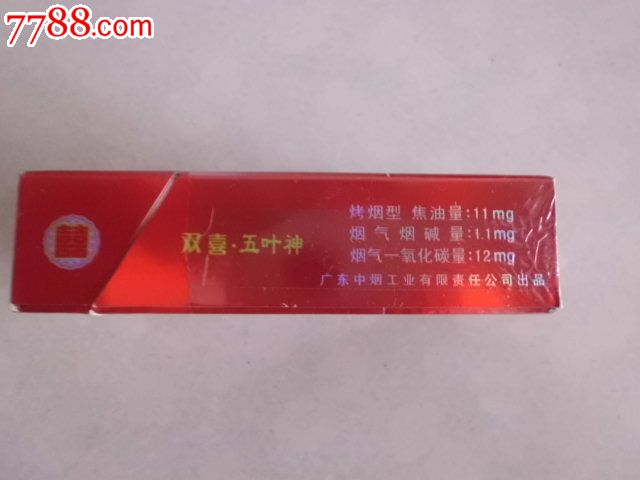 7788.com
双喜·五叶神
烤烟型 焦油量:11mg
烟气烟碱量:1.1mg
烟气一氧化碳量:12mg
广东中烟工业有限责任公司出品
囍